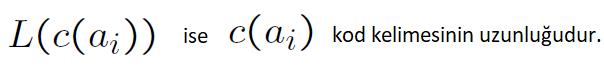 L(c(a_i)) ise c(a_i) kod kelimesinin uzunluğudur.